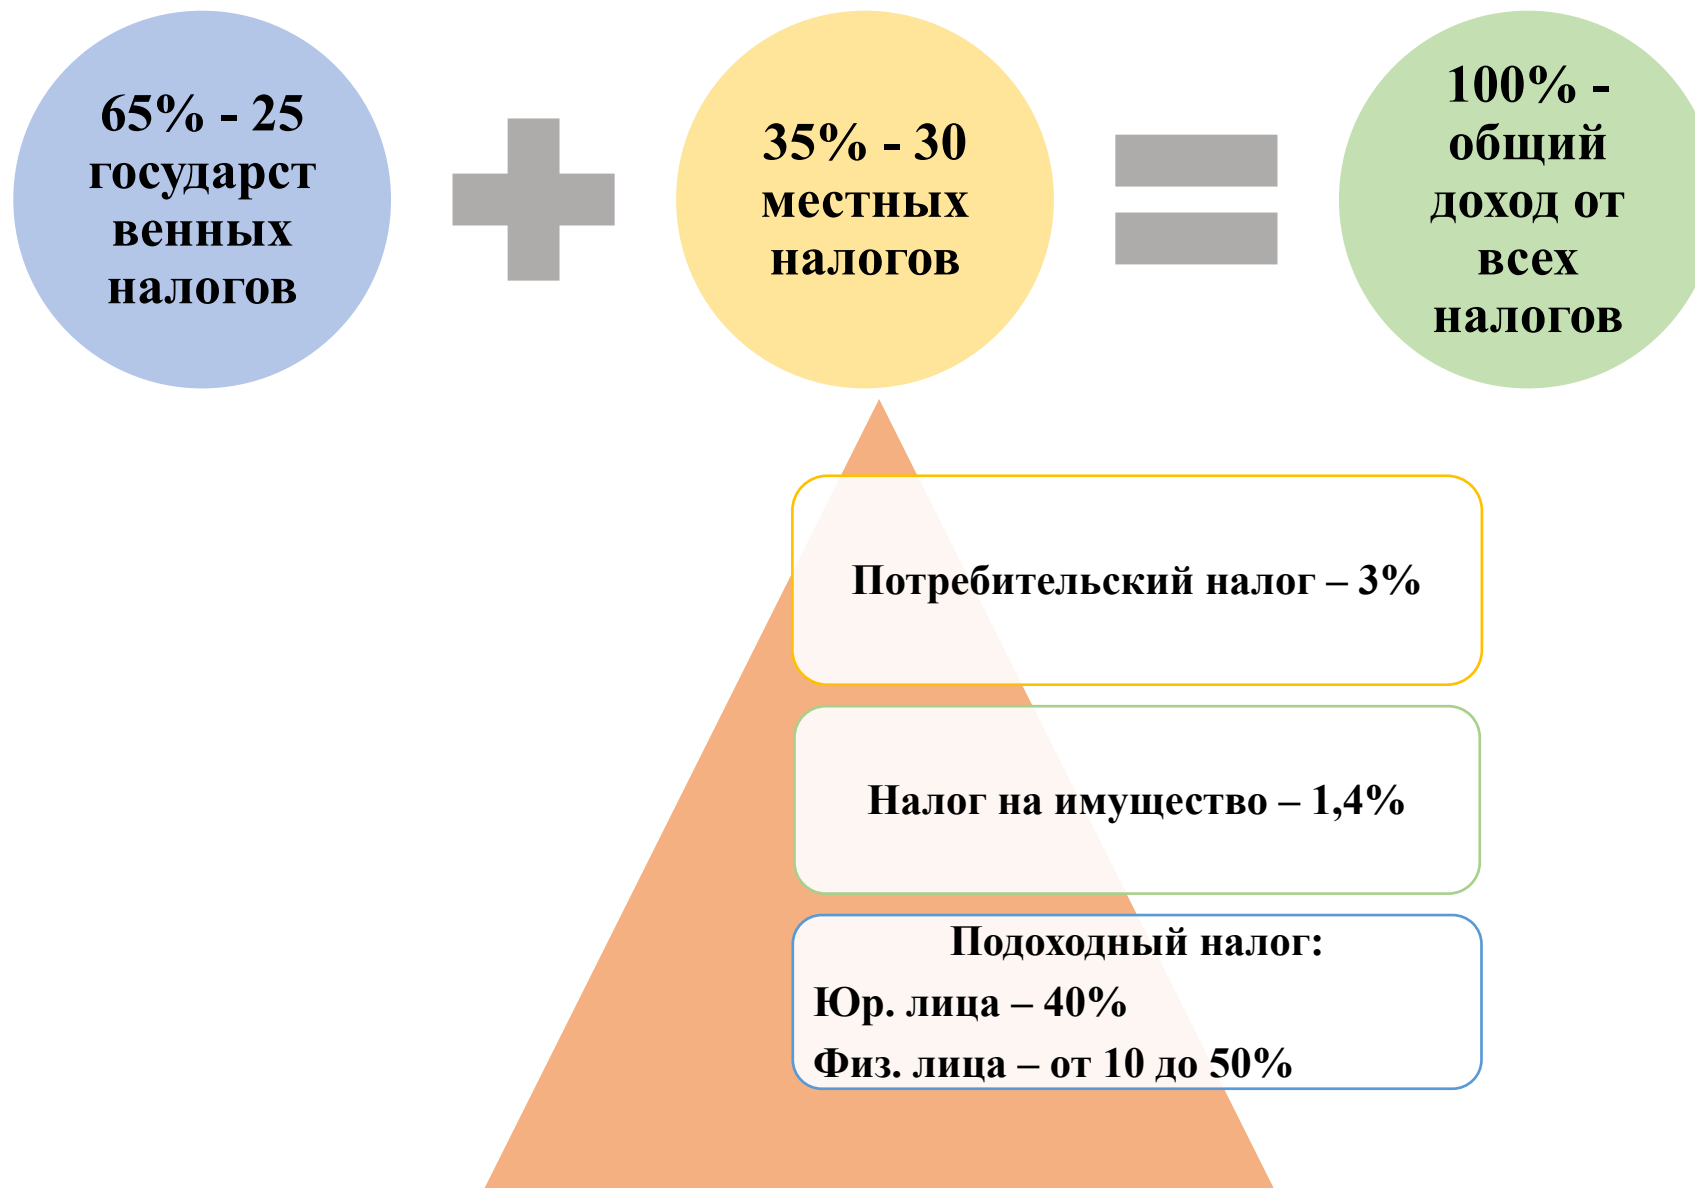 65% - 25
государст
венных
налогов
35% - 30
местных
налогов
100% -
общий
доход от
всех
налогов
Потребительский налог – 3%
Налог на имущество – 1,4%
Подоходный налог:
Юр. лица – 40%
Физ. лица – от 10 до 50%